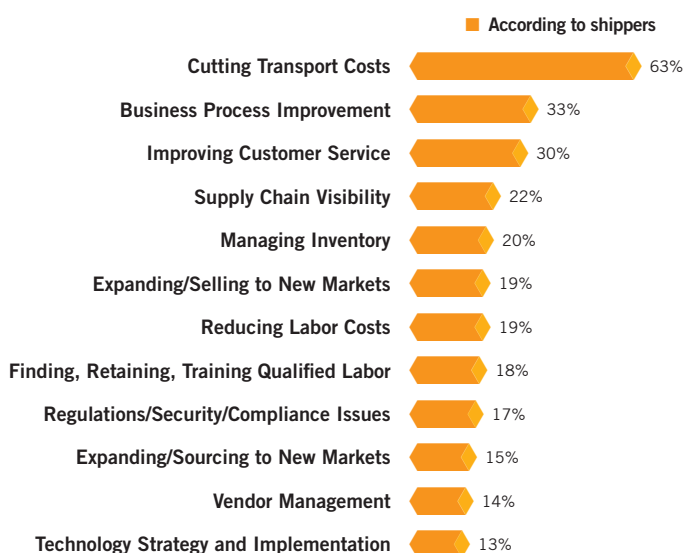 According to shippers
Cutting Transport Costs 63%
Business Process Improvement 33%
Improving Customer Service 30%
Supply Chain Visibility 22%
Managing Inventory 20%
Expanding/Selling to New Markets 19%
Reducing Labor Costs 19%
Finding, Retaining, Training Qualified Labor 18%
Regulations/Security/Compliance Issues 17%
Expanding/Sourcing to New Markets 15%
Vendor Management 14%
Technology Strategy and Implementation 13%